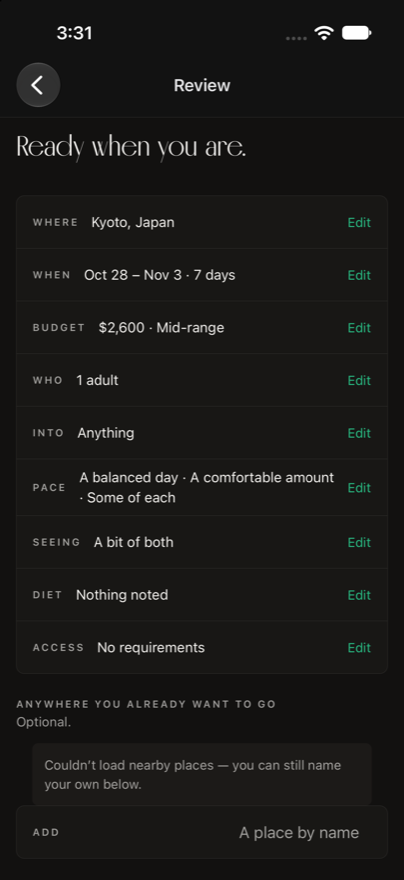 3:31
Review
Ready when you are.
WHERE Kyoto, Japan Edit
WHEN Oct 28 – Nov 3 · 7 days Edit
BUDGET $2,600 · Mid-range Edit
WHO 1 adult Edit
INTO Anything Edit
PACE A balanced day · A comfortable amount
· Some of each Edit
SEEING A bit of both Edit
DIET Nothing noted Edit
ACCESS No requirements Edit
ANYWHERE YOU ALREADY WANT TO GO
Optional.
Couldn’t load nearby places — you can still name
your own below.
ADD A place by name